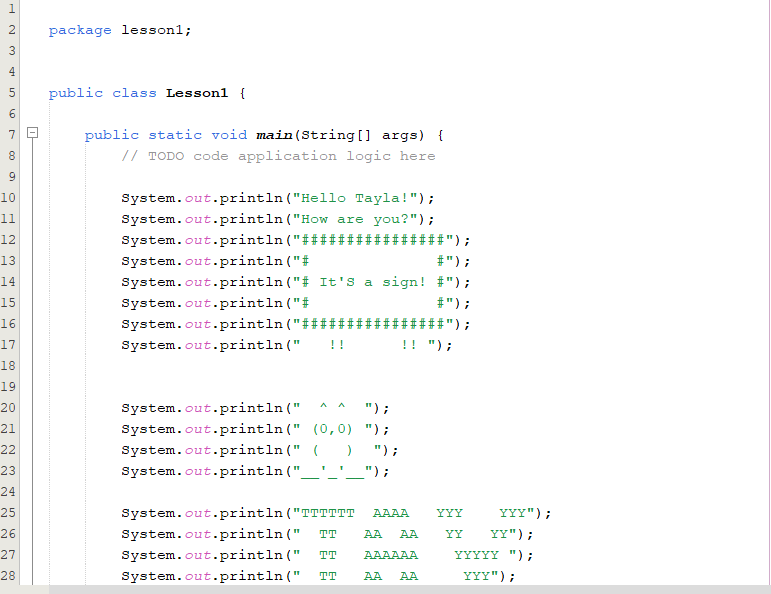 1
2 package lesson1;
3
4
5 public class Lesson1 {
6
7     public static void main(String[] args) {
8         // TODO code application logic here
9
10         System.out.println("Hello Tayla!");
11         System.out.println("How are you?");
12         System.out.println("################");
13         System.out.println("#              #");
14         System.out.println("# It'S a sign! #");
15         System.out.println("#              #");
16         System.out.println("################");
17         System.out.println("   !!      !! ");
18
19
20         System.out.println("  ^ ^  ");
21         System.out.println(" (0,0) ");
22         System.out.println(" (   )  ");
23         System.out.println("__'_'__");
24
25         System.out.println("TTTTTT  AAAA   YYY    YYY");
26         System.out.println("  TT   AA  AA   YY   YY");
27         System.out.println("  TT   AAAAAA    YYYYY ");
28         System.out.println("  TT   AA  AA     YYY");